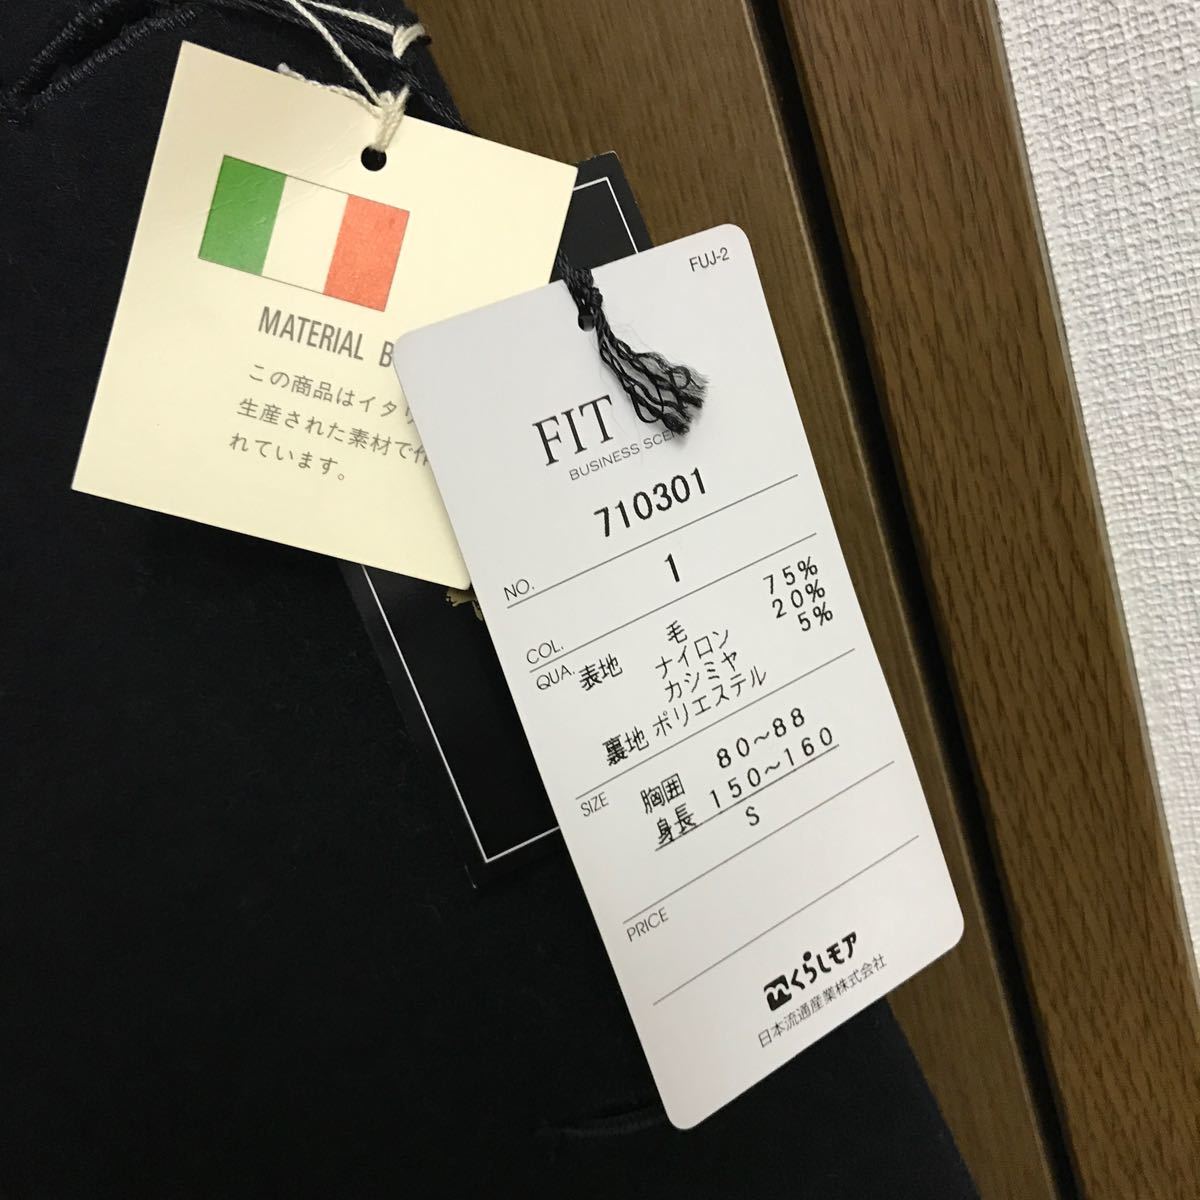 MATERIAL
この商品はイタリ
生産された素材で作
れています。
FUJ-2
FIT
BUSINESS SCE
710301
NO.
1
COL.
QUA. 表地 毛 75%
ナイロン 20%
カシミヤ 5%
裏地 ポリエステル
SIZE 胸囲 80~88
身長 150~160
S
PRICE
くらしモア
日本流通産業株式会社